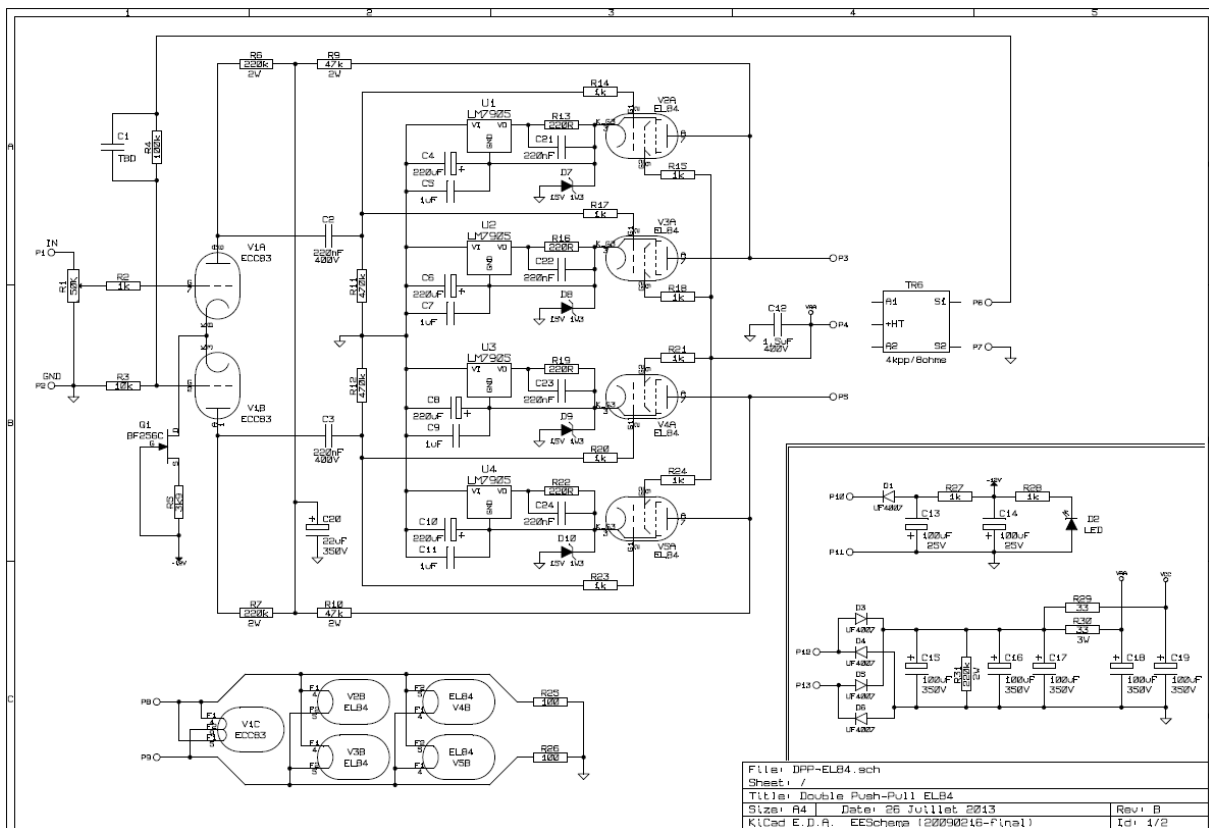 1 2 3 4 5
A
B
C
R6
220k
2W
R9
47k
2W
C1
TBD
R4
100k
IN
P1
R1
50k
R2
1k
GND
P2
R3
10k
V1A
ECC83
V1B
ECC83
Q1
BF256C
R5
3k9
C2
220nF
400V
C3
220nF
400V
R11
470k
R12
470k
C20
22uF
350V
R7
220k
2W
R10
47k
2W
U1
LM7905
VI
VO
GND
C4
220uF
C5
1uF
R13
220R
C21
220nF
D7
15V 1W3
R14
1k
V2A
EL84
R15
1k
U2
LM7905
VI
VO
GND
C6
220uF
C7
1uF
R16
220R
C22
220nF
D8
15V 1W3
R17
1k
V3A
EL84
R18
1k
U3
LM7905
VI
VO
GND
C8
220uF
C9
1uF
R19
220R
C23
220nF
D9
15V 1W3
R20
1k
R21
1k
V4A
EL84
U4
LM7905
VI
VO
GND
C10
220uF
C11
1uF
R22
220R
C24
220nF
D10
15V 1W3
R23
1k
R24
1k
V5A
EL84
P3
P4
P5
C12
1.5uF
400V
TR6
A1
S1
+HT
A2
S2
4kpp/8ohms
P6
P7
P10
P11
D1
UF4007
R27
1k
-12V
R28
1k
C13
100uF
25V
C14
100uF
25V
D2
LED
P12
P13
D3
UF4007
D4
UF4007
D5
UF4007
D6
UF4007
C15
100uF
350V
R31
220k
2W
C16
100uF
350V
C17
100uF
350V
R29
33
R30
33
3W
C18
100uF
350V
C19
100uF
350V
P8
P9
V1C
ECC83
V2B
EL84
V3B
EL84
EL84
V4B
EL84
V5B
R25
100
R26
100
File: DPP-EL84.sch
Sheet: /
Title: Double Push-Pull EL84
Size: A4 Date: 26 Juillet 2013 Rev: B
KiCad E.D.A. EESchema (20090216-final) Id: 1/2